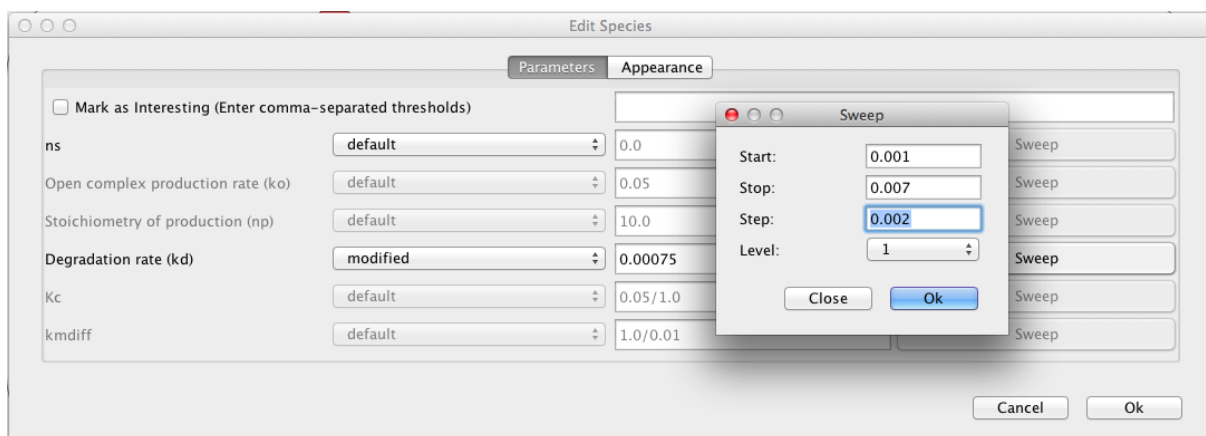 Edit Species
Parameters Appearance
Mark as Interesting (Enter comma-separated thresholds)
ns default 0.0 Sweep
Open complex production rate (ko) default 0.05 Sweep
Stoichiometry of production (np) default 10.0 Sweep
Degradation rate (kd) modified 0.00075 Sweep
Kc default 0.05/1.0 Sweep
kmdiff default 1.0/0.01 Sweep
Cancel Ok
Sweep
Start: 0.001
Stop: 0.007
Step: 0.002
Level: 1
Close Ok